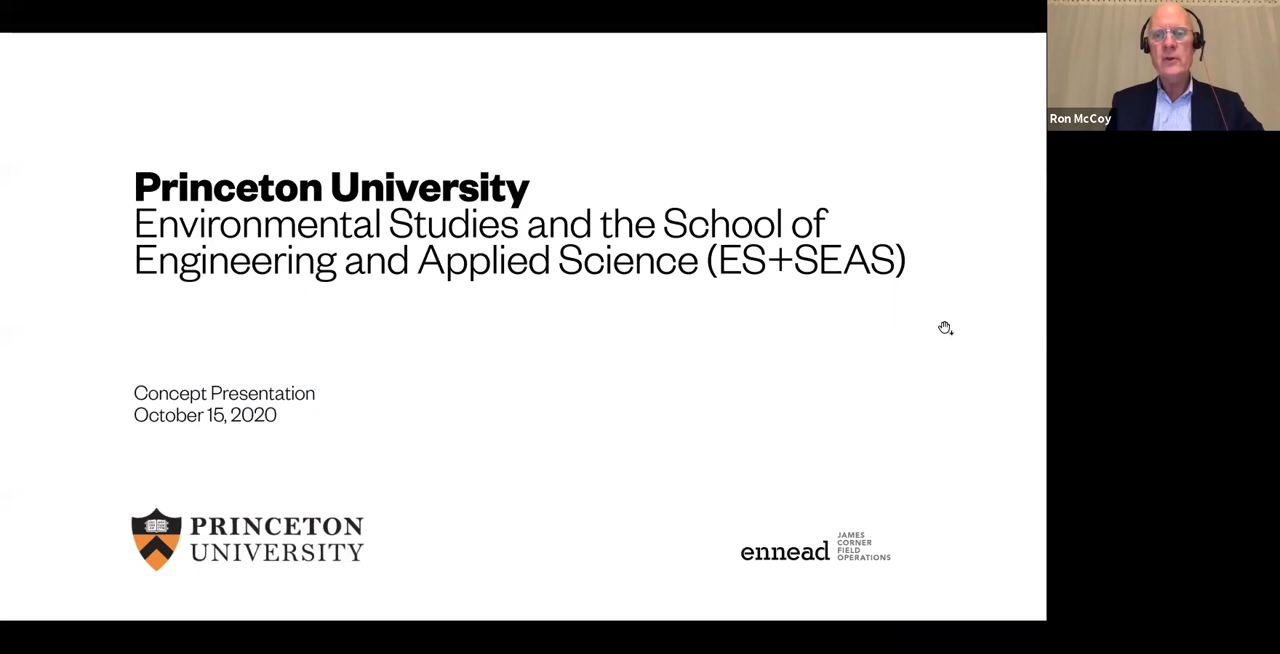 Princeton University
Environmental Studies and the School of
Engineering and Applied Science (ES+SEAS)
Concept Presentation
October 15, 2020
PRINCETON
UNIVERSITY
ennead
JAMES
CORNER
FIELD
OPERATIONS
Ron McCoy